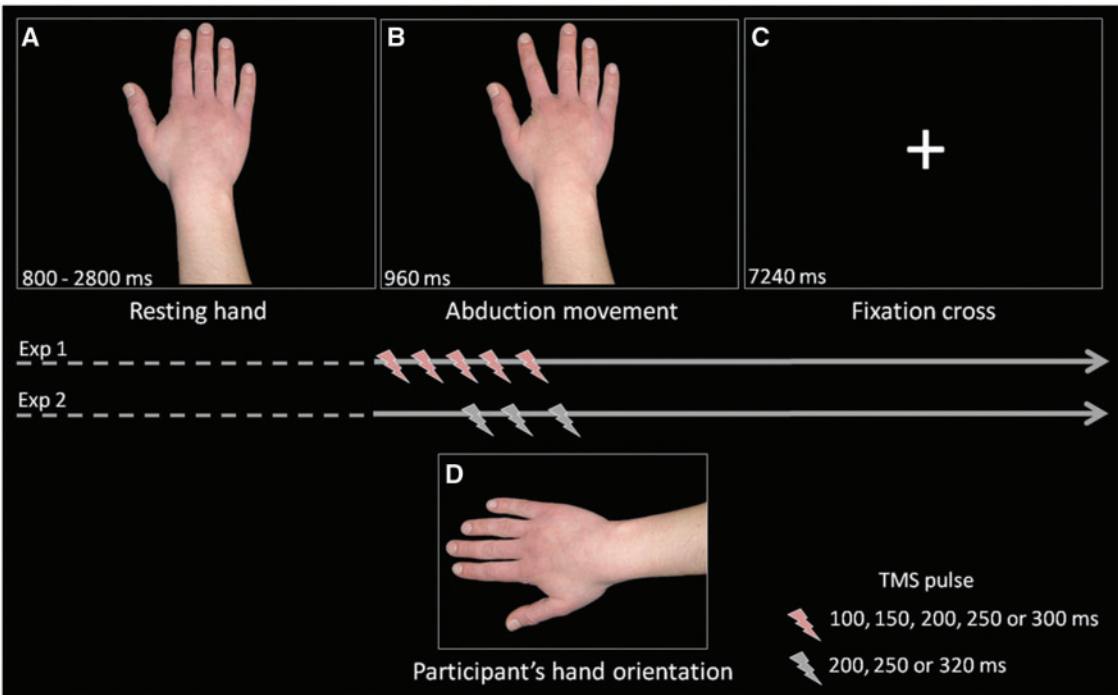 A
B
C
800 - 2800 ms
960 ms
7240 ms
Resting hand
Abduction movement
Fixation cross
Exp 1
Exp 2
D
Participant's hand orientation
TMS pulse
100, 150, 200, 250 or 300 ms
200, 250 or 320 ms